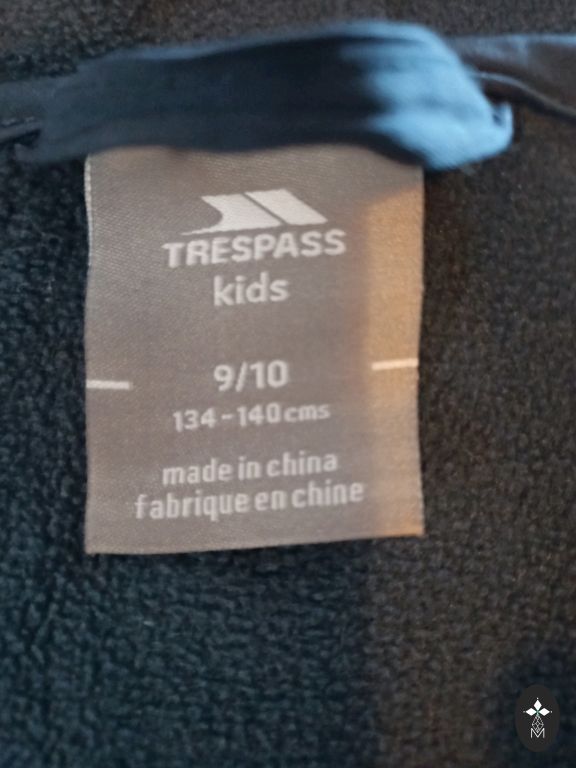 TRESPASS
kids
9/10
134-140cms
made in china
fabrique en chine
M